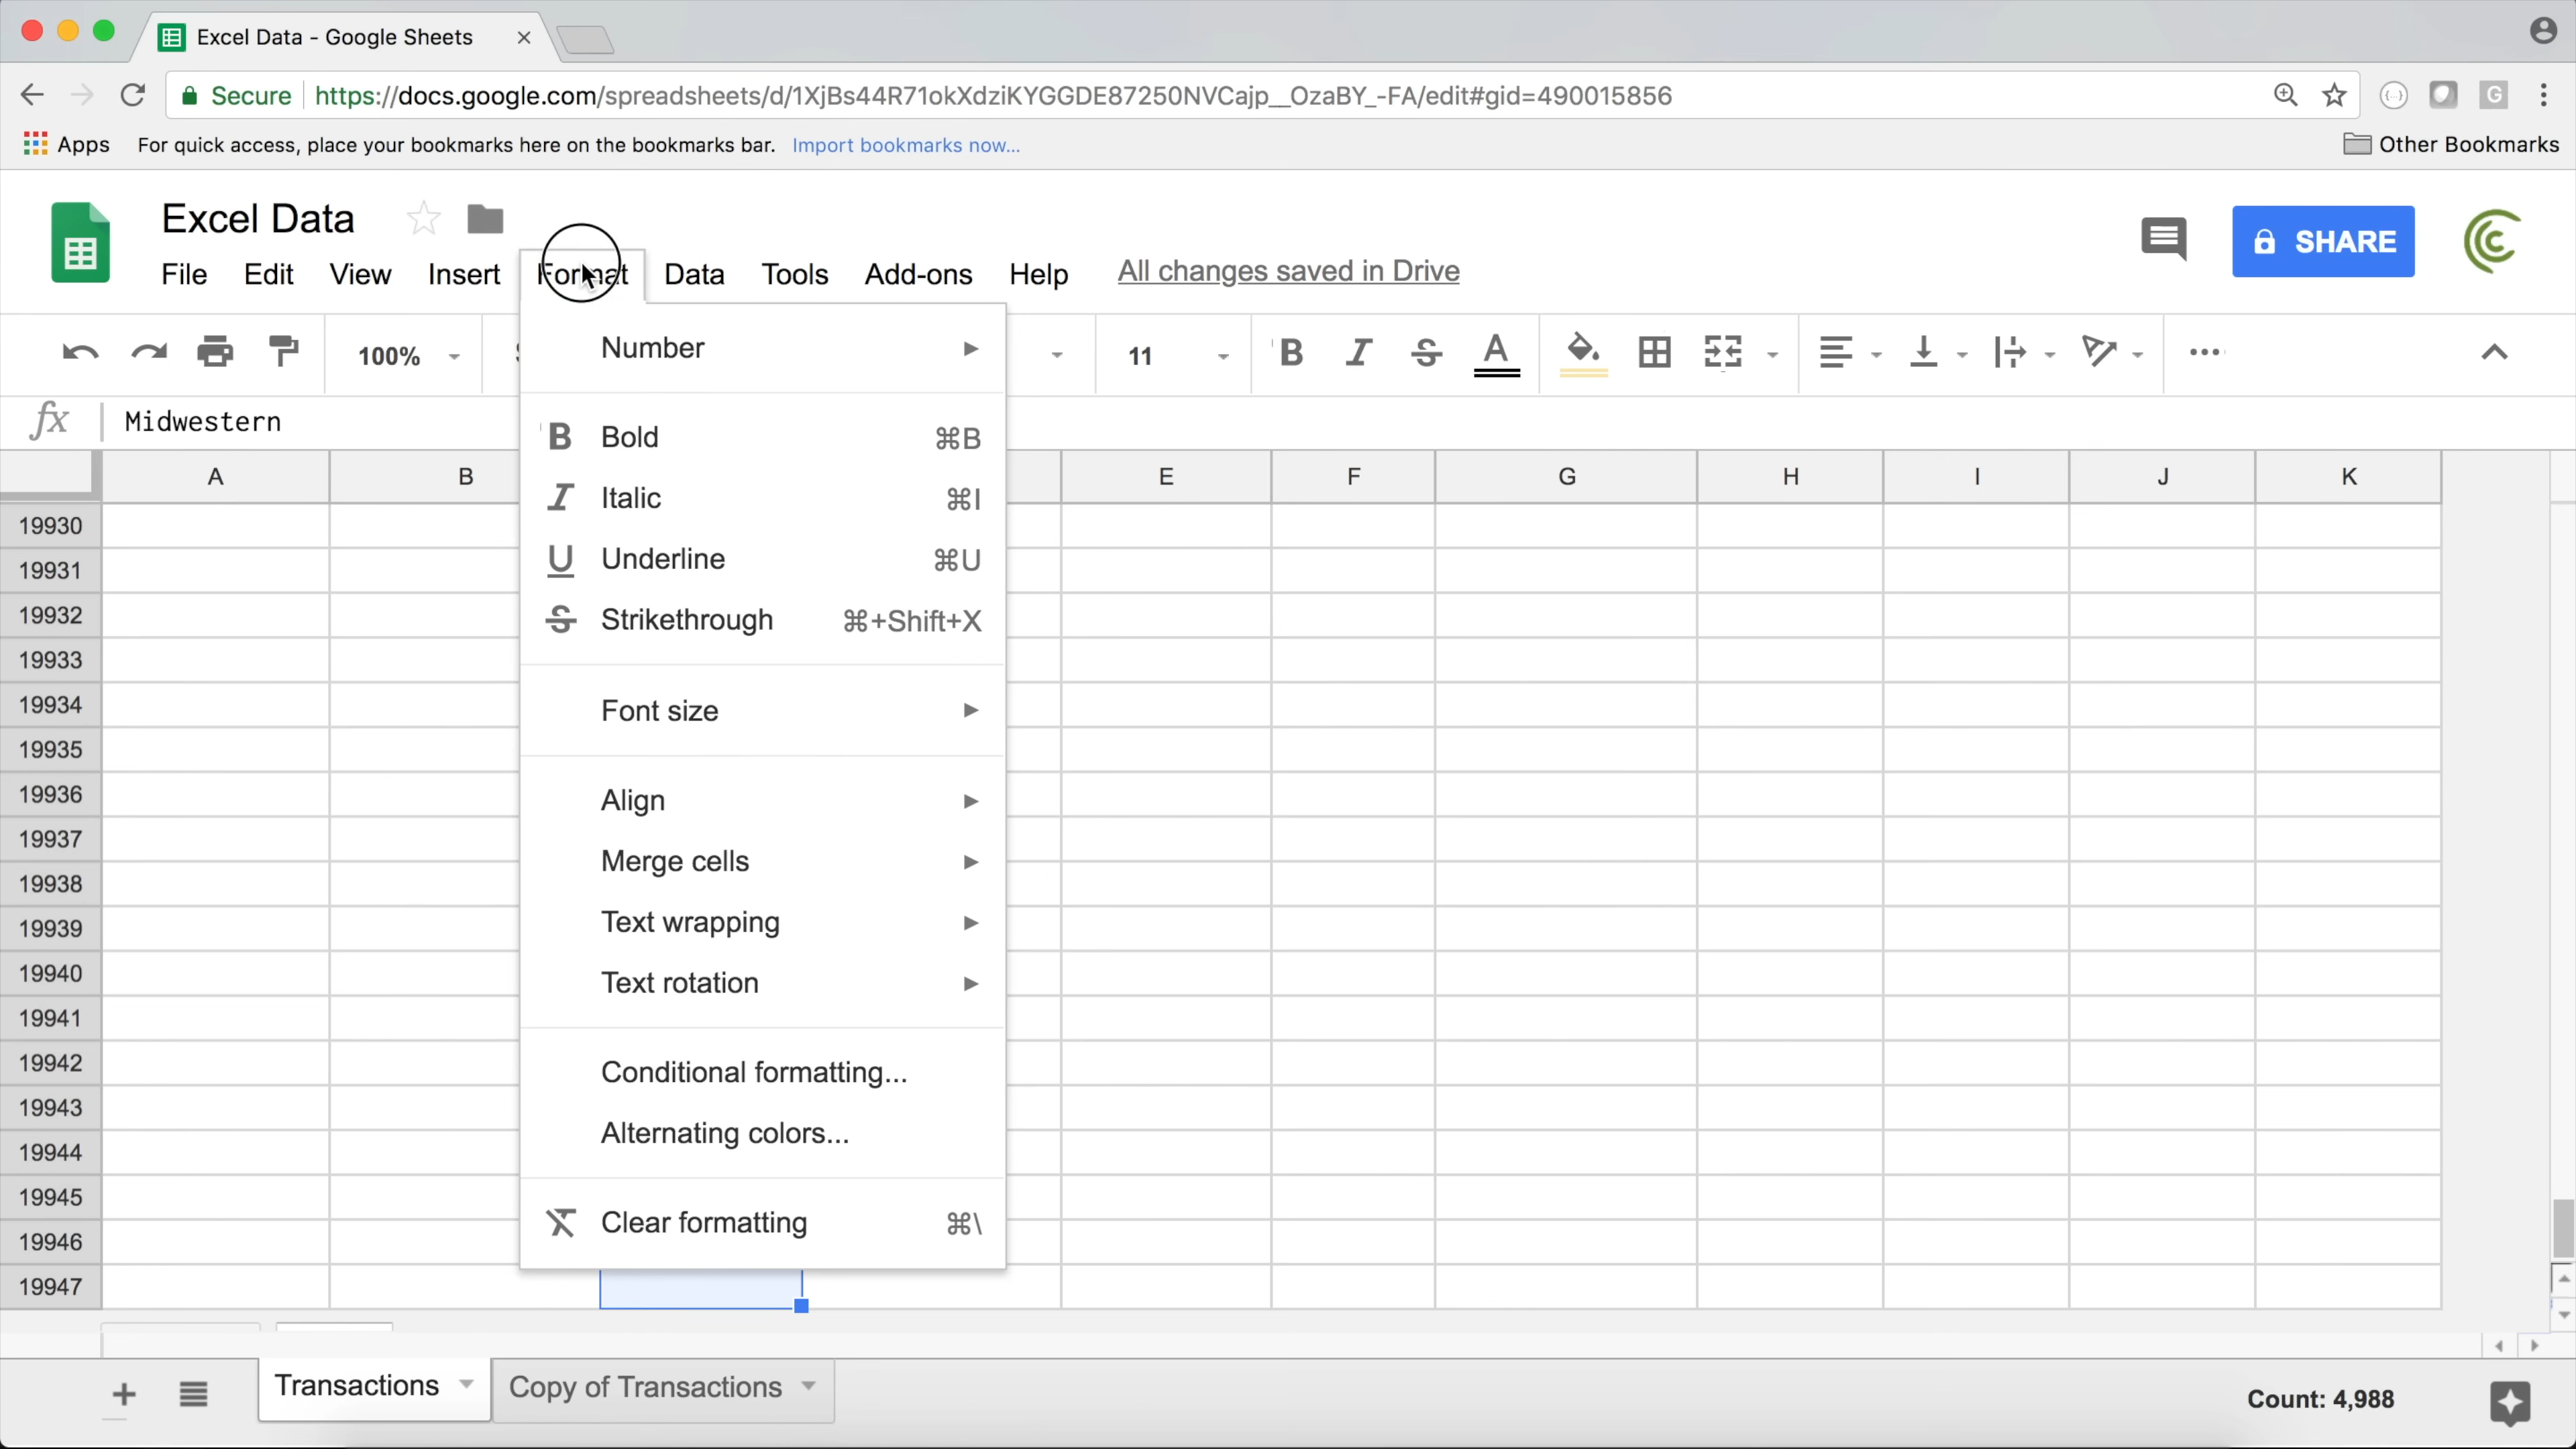 Excel Data - Google Sheets
Secure https://docs.google.com/spreadsheets/d/1XjBs44R71okXdziKYGGDE87250NVCajp__OzaBY_-FA/edit#gid=490015856
Apps For quick access, place your bookmarks here on the bookmarks bar. Import bookmarks now... Other Bookmarks
Excel Data
SHARE
File Edit View Insert Format Data Tools Add-ons Help All changes saved in Drive
100% 11 B I S A
fx Midwestern
A B E F G H I J K
Number
B Bold ⌘B
I Italic ⌘I
U Underline ⌘U
S Strikethrough ⌘+Shift+X
Font size
Align
Merge cells
Text wrapping
Text rotation
Conditional formatting...
Alternating colors...
Clear formatting ⌘\
19930
19931
19932
19933
19934
19935
19936
19937
19938
19939
19940
19941
19942
19943
19944
19945
19946
19947
Transactions Copy of Transactions Count: 4,988